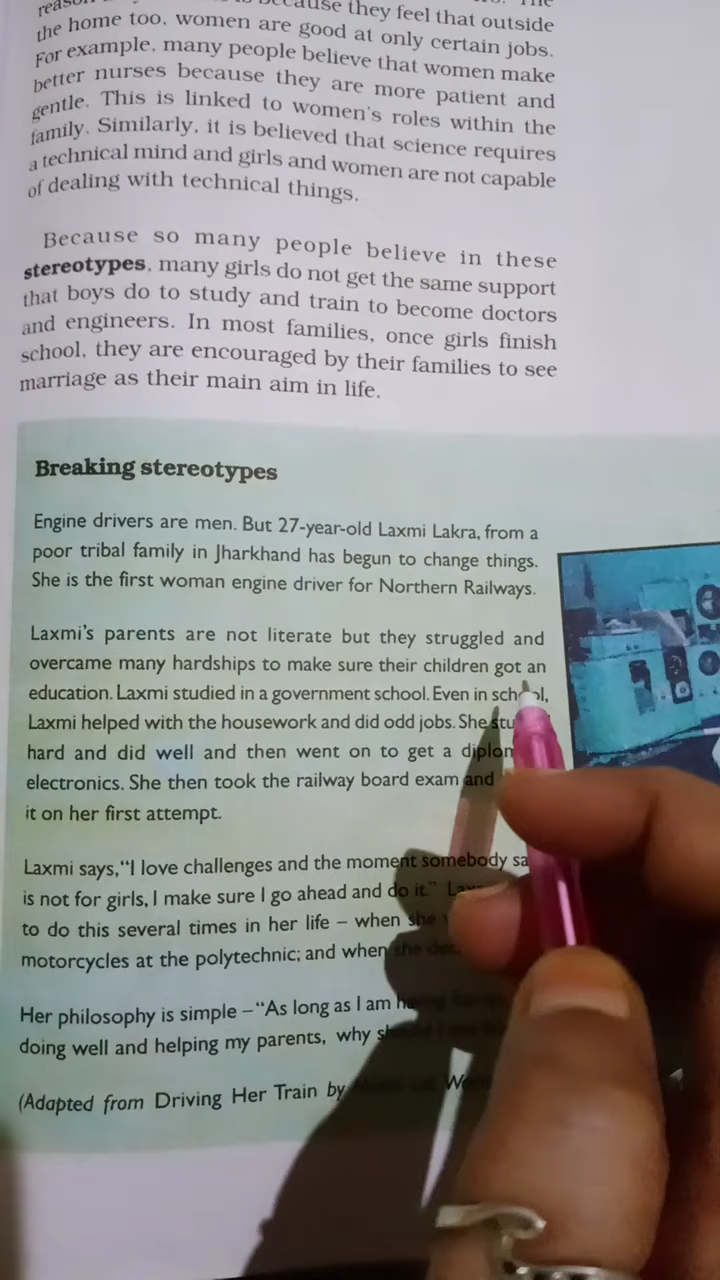 because they feel that outside
the home too, women are good at only certain jobs.
For example, many people believe that women make
better nurses because they are more patient and
gentle. This is linked to women's roles within the
family. Similarly, it is believed that science requires
a technical mind and girls and women are not capable
of dealing with technical things.
Because so many people believe in these
stereotypes, many girls do not get the same support
that boys do to study and train to become doctors
and engineers. In most families, once girls finish
school, they are encouraged by their families to see
marriage as their main aim in life.
Breaking stereotypes
Engine drivers are men. But 27-year-old Laxmi Lakra, from a
poor tribal family in Jharkhand has begun to change things.
She is the first woman engine driver for Northern Railways.
Laxmi's parents are not literate but they struggled and
overcame many hardships to make sure their children got an
education. Laxmi studied in a government school. Even in school,
Laxmi helped with the housework and did odd jobs. She
hard and did well and then went on to get a
electronics. She then took the railway board exam and
it on her first attempt.
Laxmi says, "I love challenges and the moment somebody
is not for girls, I make sure I go ahead and do it."
to do this several times in her life – when she
motorcycles at the polytechnic; and when she
Her philosophy is simple – "As long as I am
doing well and helping my parents, why
(Adapted from Driving Her Train by